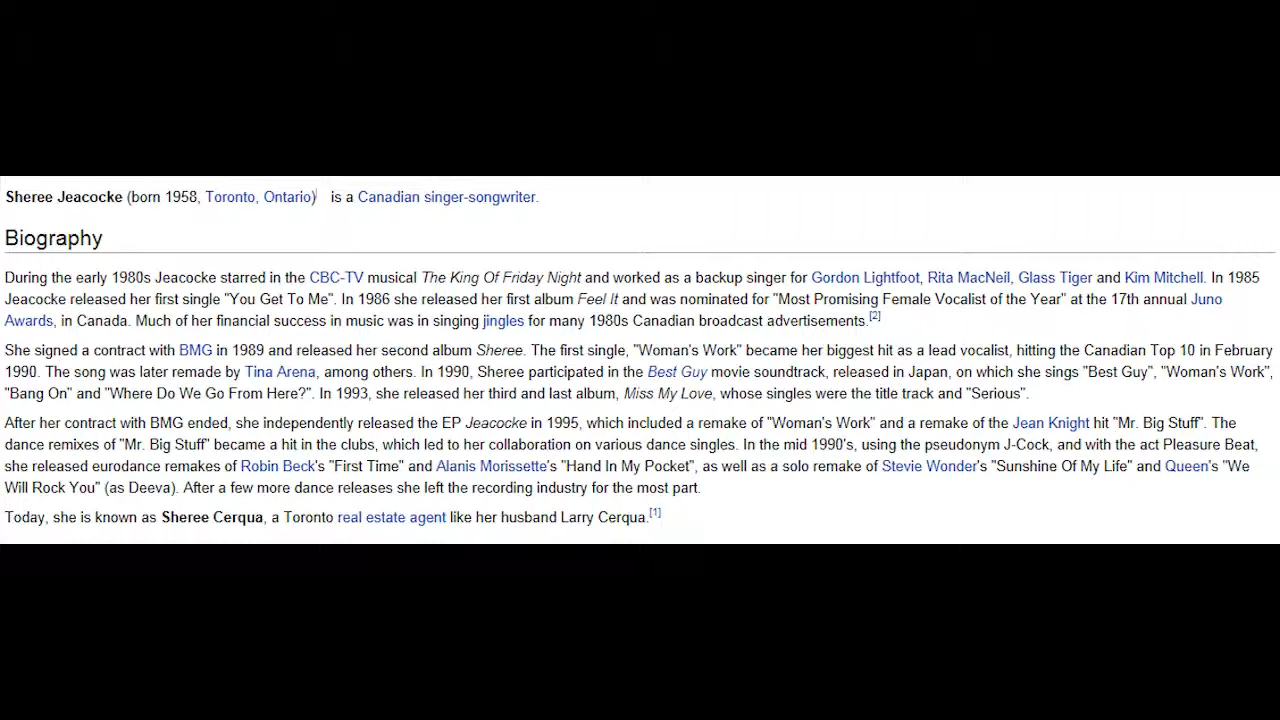 Sheree Jeacocke (born 1958, Toronto, Ontario) is a Canadian singer-songwriter.
Biography
During the early 1980s Jeacocke starred in the CBC-TV musical The King Of Friday Night and worked as a backup singer for Gordon Lightfoot, Rita MacNeil, Glass Tiger and Kim Mitchell. In 1985
Jeacocke released her first single "You Get To Me". In 1986 she released her first album Feel It and was nominated for "Most Promising Female Vocalist of the Year" at the 17th annual Juno
Awards, in Canada. Much of her financial success in music was in singing jingles for many 1980s Canadian broadcast advertisements.[2]
She signed a contract with BMG in 1989 and released her second album Sheree. The first single, "Woman's Work" became her biggest hit as a lead vocalist, hitting the Canadian Top 10 in February
1990. The song was later remade by Tina Arena, among others. In 1990, Sheree participated in the Best Guy movie soundtrack, released in Japan, on which she sings "Best Guy", "Woman's Work",
"Bang On" and "Where Do We Go From Here?". In 1993, she released her third and last album, Miss My Love, whose singles were the title track and "Serious".
After her contract with BMG ended, she independently released the EP Jeacocke in 1995, which included a remake of "Woman's Work" and a remake of the Jean Knight hit "Mr. Big Stuff". The
dance remixes of "Mr. Big Stuff" became a hit in the clubs, which led to her collaboration on various dance singles. In the mid 1990's, using the pseudonym J-Cock, and with the act Pleasure Beat,
she released eurodance remakes of Robin Beck's "First Time" and Alanis Morissette's "Hand In My Pocket", as well as a solo remake of Stevie Wonder's "Sunshine Of My Life" and Queen's "We
Will Rock You" (as Deeva). After a few more dance releases she left the recording industry for the most part.
Today, she is known as Sheree Cerqua, a Toronto real estate agent like her husband Larry Cerqua.[1]